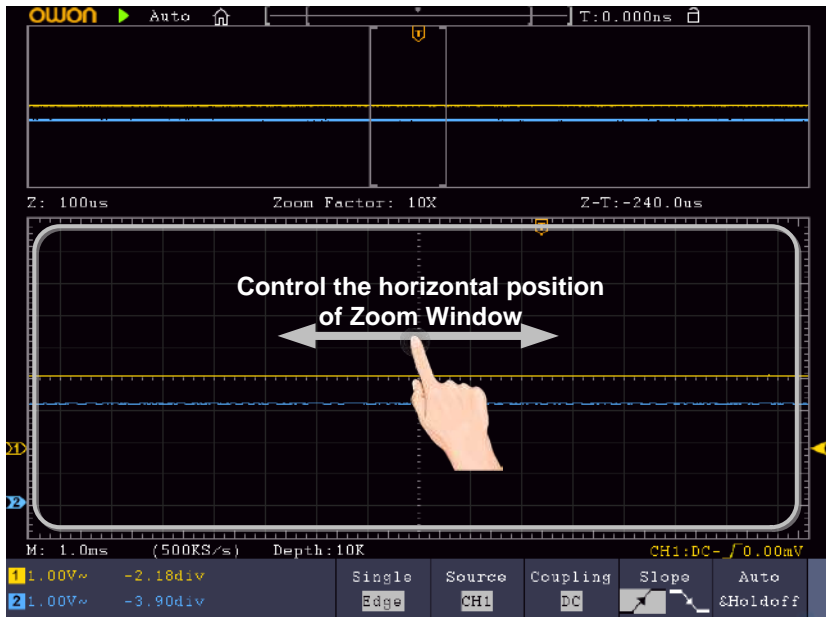 owon Auto T:0.000ns
T
Z: 100us Zoom Factor: 10X Z-T:-240.0us
Control the horizontal position
of Zoom Window
1
2
M: 1.0ms (500KS/s) Depth:10K CH1:DC- 0.00mV
1 1.00V~ -2.18div Single Source Coupling Slope Auto
2 1.00V~ -3.90div Edge CH1 DC &Holdoff